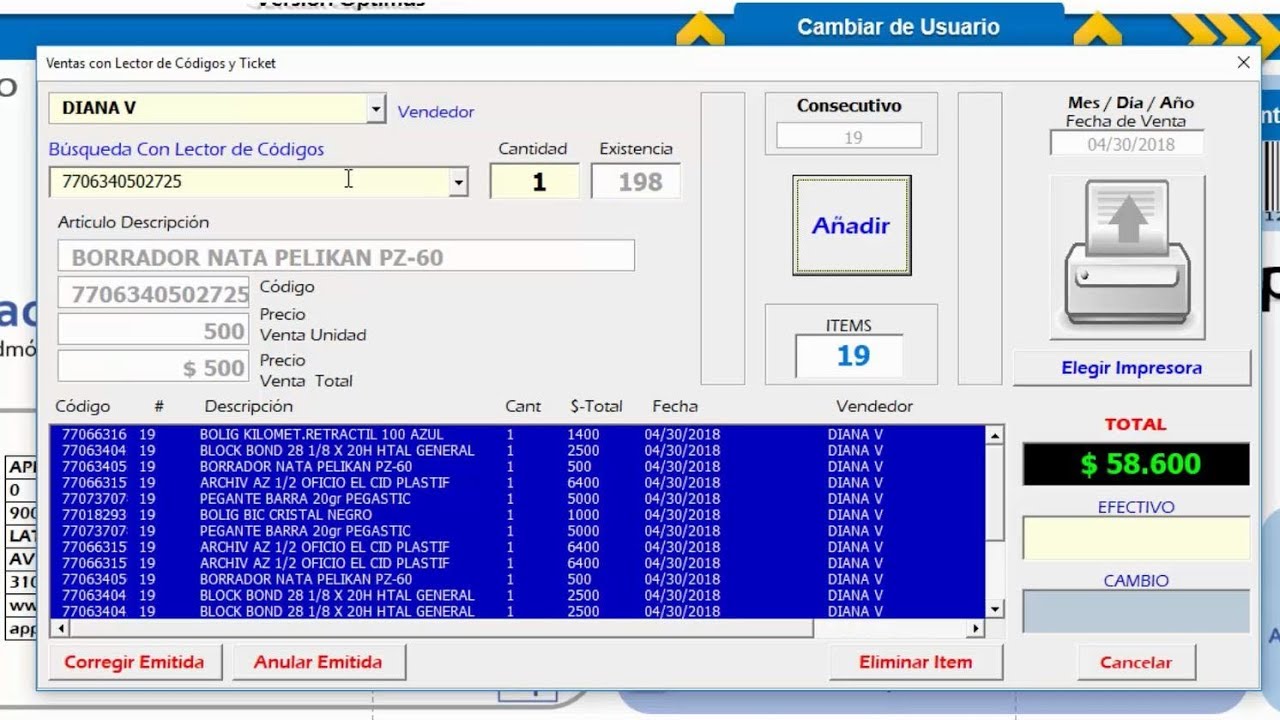 Versión Optimus
Cambiar de Usuario
Ventas con Lector de Códigos y Ticket
DIANA V
Vendedor
Búsqueda Con Lector de Códigos
Cantidad
Existencia
7706340502725
1
198
Consecutivo
19
Mes / Día / Año
Fecha de Venta
04/30/2018
Artículo Descripción
BORRADOR NATA PELIKAN PZ-60
7706340502725
Código
500
Precio
Venta Unidad
$ 500
Precio
Venta Total
Añadir
ITEMS
19
Elegir Impresora
Código # Descripción Cant $-Total Fecha Vendedor
77066316 19 BOLIG KILOMET.RETRACTIL 100 AZUL 1 1400 04/30/2018 DIANA V
77063404 19 BLOCK BOND 28 1/8 X 20H HTAL GENERAL 1 2500 04/30/2018 DIANA V
77063405 19 BORRADOR NATA PELIKAN PZ-60 1 500 04/30/2018 DIANA V
77066315 19 ARCHIV AZ 1/2 OFICIO EL CID PLASTIF 1 6400 04/30/2018 DIANA V
77073707 19 PEGANTE BARRA 20gr PEGASTIC 1 5000 04/30/2018 DIANA V
77018293 19 BOLIG BIC CRISTAL NEGRO 1 1000 04/30/2018 DIANA V
77073707 19 PEGANTE BARRA 20gr PEGASTIC 1 5000 04/30/2018 DIANA V
77066315 19 ARCHIV AZ 1/2 OFICIO EL CID PLASTIF 1 6400 04/30/2018 DIANA V
77066315 19 ARCHIV AZ 1/2 OFICIO EL CID PLASTIF 1 6400 04/30/2018 DIANA V
77063405 19 BORRADOR NATA PELIKAN PZ-60 1 500 04/30/2018 DIANA V
77063404 19 BLOCK BOND 28 1/8 X 20H HTAL GENERAL 1 2500 04/30/2018 DIANA V
77063404 19 BLOCK BOND 28 1/8 X 20H HTAL GENERAL 1 2500 04/30/2018 DIANA V
TOTAL
$ 58.600
EFECTIVO
CAMBIO
Corregir Emitida
Anular Emitida
Eliminar Item
Cancelar
0
900
AV
310
app